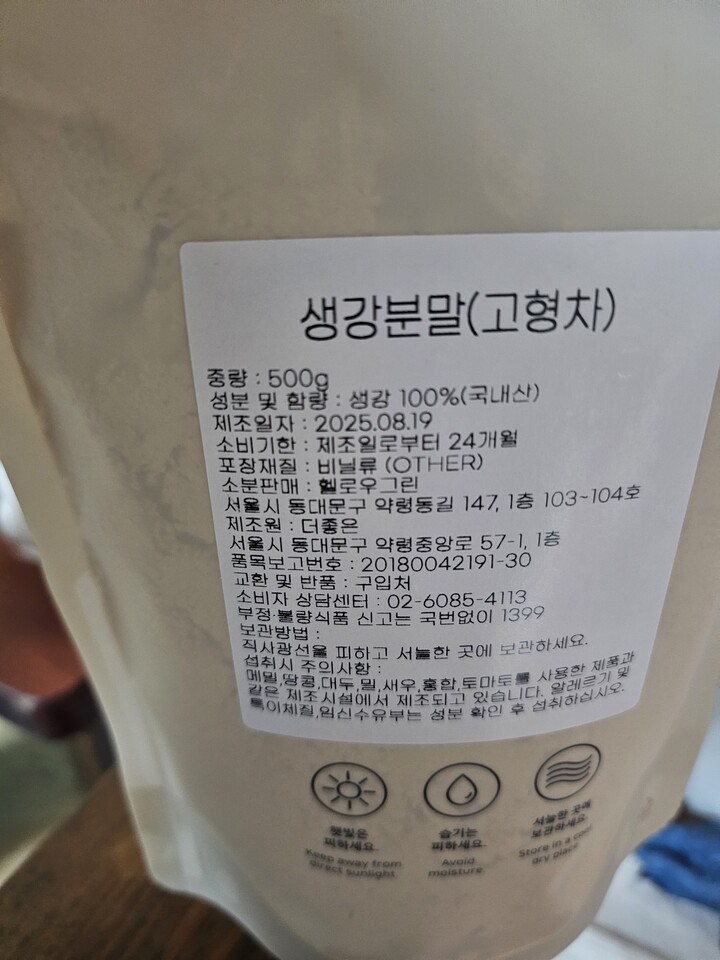 생강분말(고형차)
중량 : 500g
성분 및 함량 : 생강 100%(국내산)
제조일자 : 2025.08.19
소비기한 : 제조일로부터 24개월
포장재질 : 비닐류 (OTHER)
소분판매 : 헬로우그린
서울시 동대문구 약령동길 147, 1층 103~104호
제조원 : 더좋은
서울시 동대문구 약령중앙로 57-1, 1층
품목보고번호 : 20180042191-30
교환 및 반품 : 구입처
소비자 상담센터 : 02-6085-4113
부정·불량식품 신고는 국번없이 1399
보관방법 :
직사광선을 피하고 서늘한 곳에 보관하세요.
섭취시 주의사항 :
메밀,땅콩,대두,밀,새우,홍합,토마토를 사용한 제품과
같은 제조시설에서 제조되고 있습니다. 알레르기 및
특이체질,임신수유부는 성분 확인 후 섭취하십시오.
햇빛은
피하세요.
Keep away from
direct sunlight
습기는
피하세요.
Avoid
moisture
서늘한 곳에
보관하세요.
Store in a cool
dry place